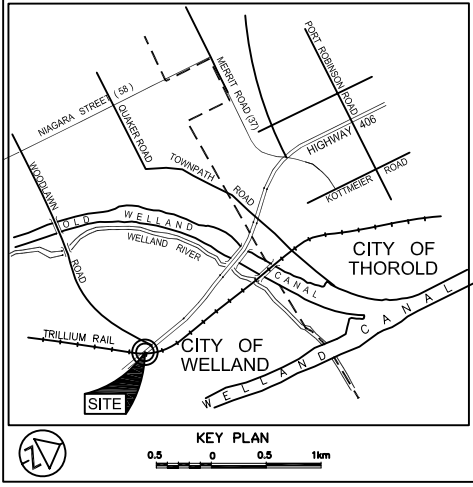 PORT ROBINSON ROAD
MERRIT ROAD (37)
NIAGARA STREET (58)
QUAKER ROAD
HIGHWAY 406
TOWNPATH ROAD
KOTTMEIER ROAD
WOODLAWN ROAD
OLD WELLAND CANAL
WELLAND RIVER
CITY OF
THOROLD
TRILLIUM RAIL
CITY OF
WELLAND
WELLAND CANAL
SITE
KEY PLAN
0.5 0 0.5 1km
N